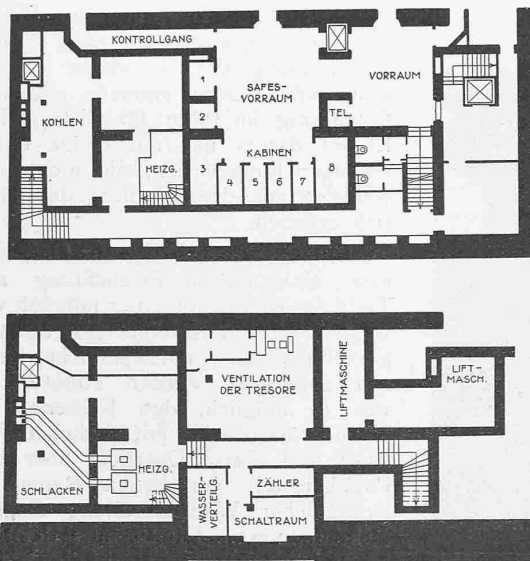 KONTROLLGANG
1
SAFES-
VORRAUM
VORRAUM
KOHLEN
2
TEL.
KABINEN
HEIZG.
3
4
5
6
7
8
VENTILATION
DER TRESORE
LIFTMASCHINE
LIFT-
MASCH.
HEIZG.
SCHLACKEN
WASSER-
VERTEILG.
ZÄHLER
SCHALTRAUM